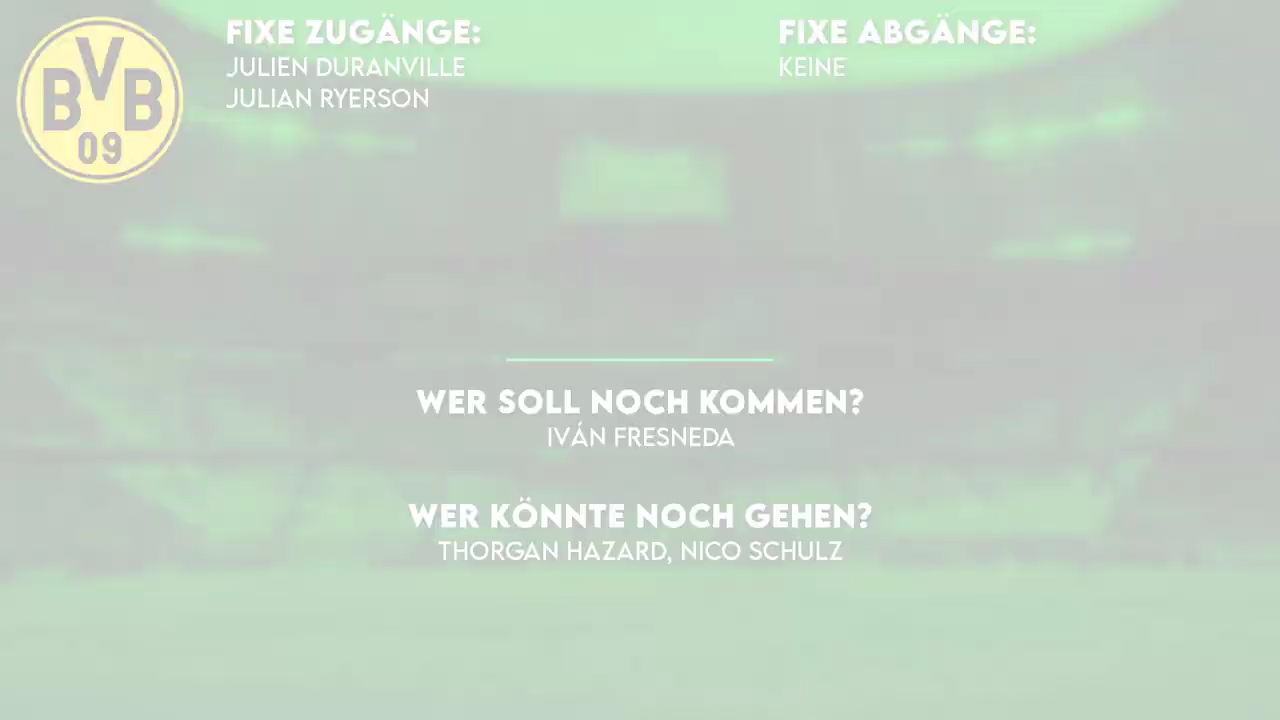 BVB
09
FIXE ZUGÄNGE:
JULIEN DURANVILLE
JULIAN RYERSON
FIXE ABGÄNGE:
KEINE
WER SOLL NOCH KOMMEN?
IVÁN FRESNEDA
WER KÖNNTE NOCH GEHEN?
THORGAN HAZARD, NICO SCHULZ